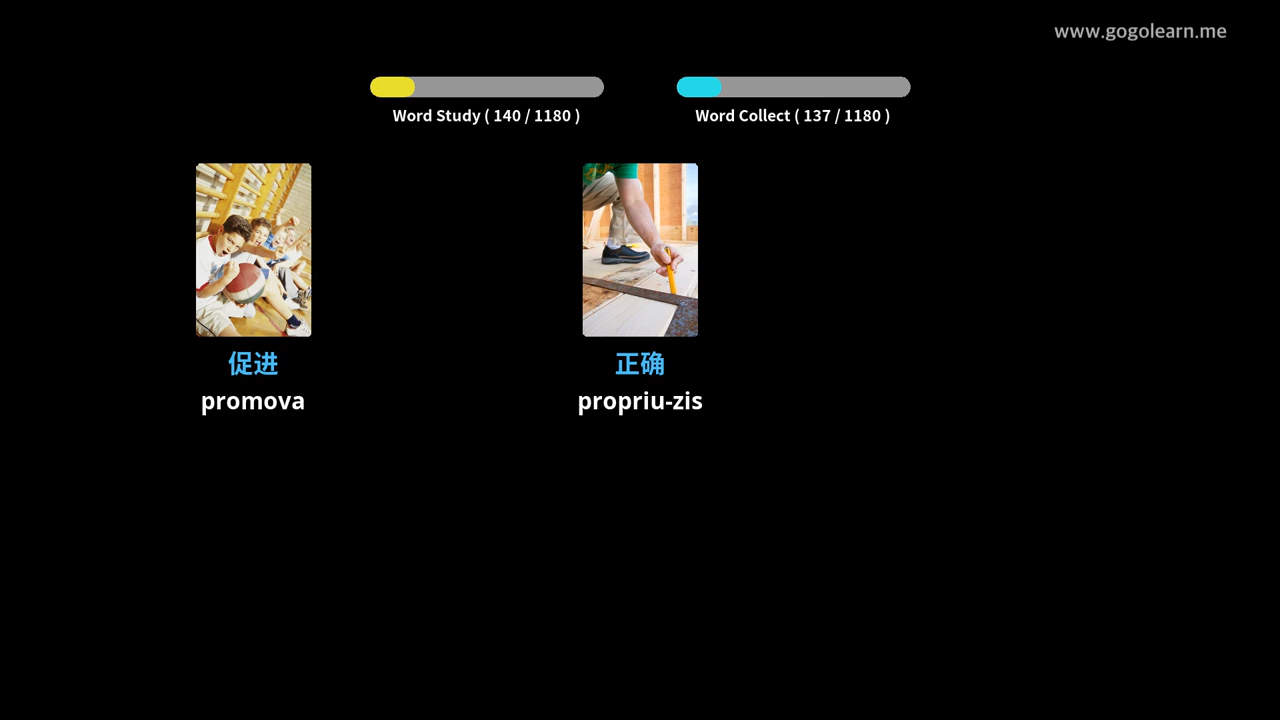 www.gogolearn.me
Word Study ( 140 / 1180 )
Word Collect ( 137 / 1180 )
促进
promova
正确
propriu-zis